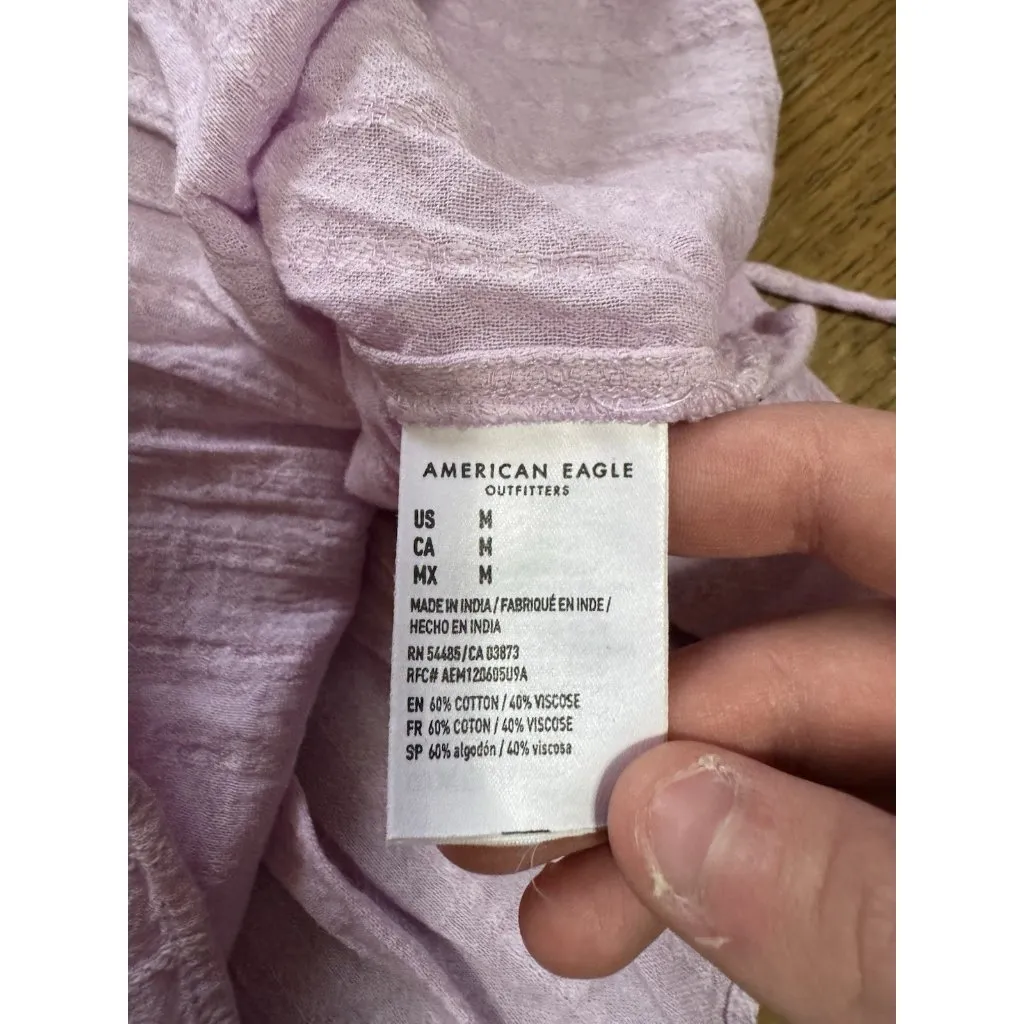 AMERICAN EAGLE
OUTFITTERS
US M
CA M
MX M
MADE IN INDIA / FABRIQUÉ EN INDE /
HECHO EN INDIA
RN 54485/CA 03873
RFC# AEM120605U9A
EN 60% COTTON / 40% VISCOSE
FR 60% COTON / 40% VISCOSE
SP 60% algodón / 40% viscosa